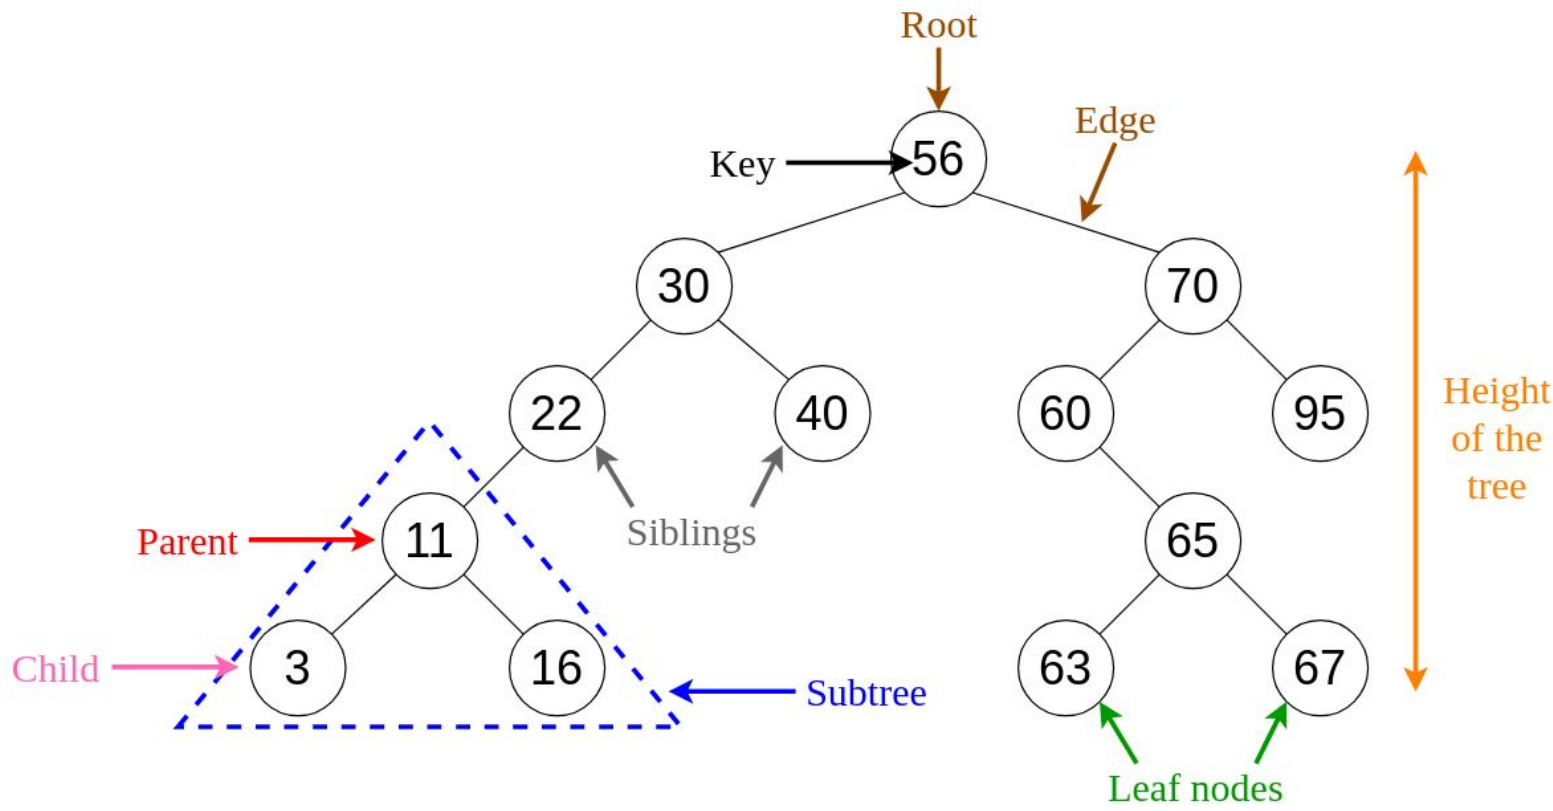 Root
Edge
Key
56
30
70
22
40
60
95
Height
of the
tree
Siblings
Parent
11
65
Child
3
16
63
67
Subtree
Leaf nodes